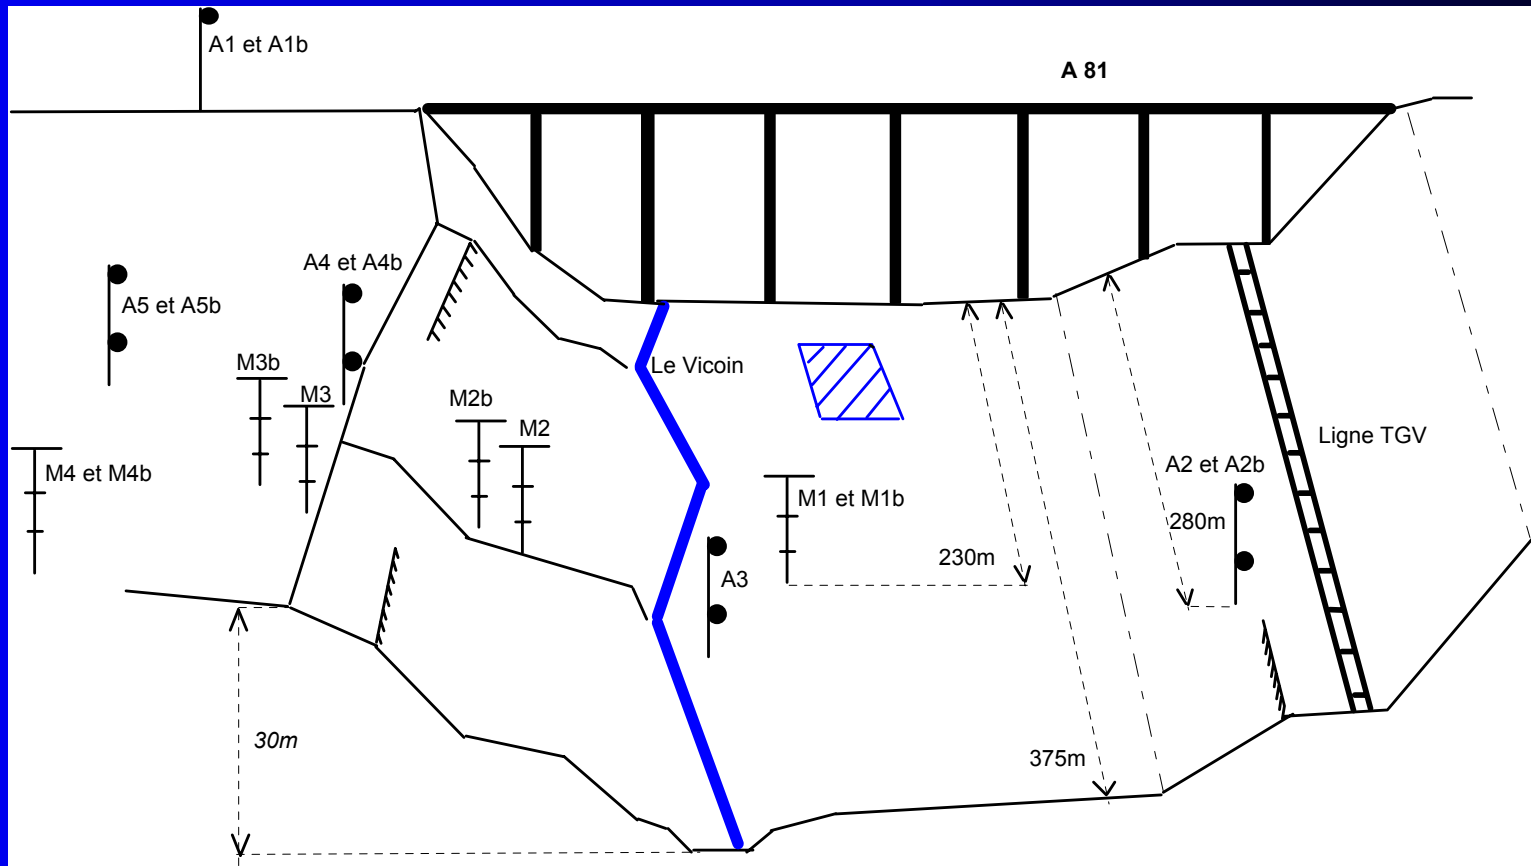 A1 et A1b
A 81
A4 et A4b
A5 et A5b
M3b
Le Vicoin
M3
M2b
M2
Ligne TGV
M4 et M4b
A2 et A2b
M1 et M1b
280m
230m
A3
30m
375m